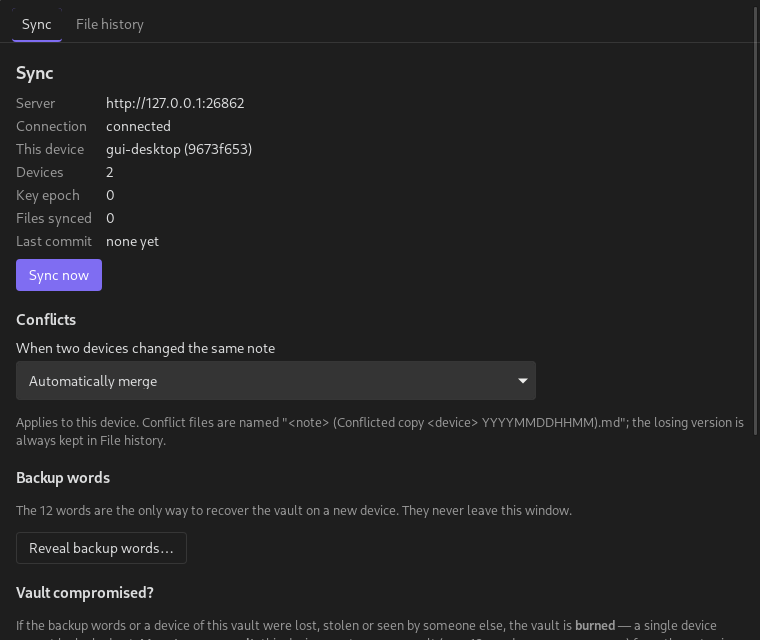 Sync File history
Sync
Server http://127.0.0.1:26862
Connection connected
This device gui-desktop (9673f653)
Devices 2
Key epoch 0
Files synced 0
Last commit none yet
Sync now
Conflicts
When two devices changed the same note
Automatically merge
Applies to this device. Conflict files are named "<note> (Conflicted copy <device> YYYYMMDDHHMM).md"; the losing version is
always kept in File history.
Backup words
The 12 words are the only way to recover the vault on a new device. They never leave this window.
Reveal backup words…
Vault compromised?
If the backup words or a device of this vault were lost, stolen or seen by someone else, the vault is burned — a single device